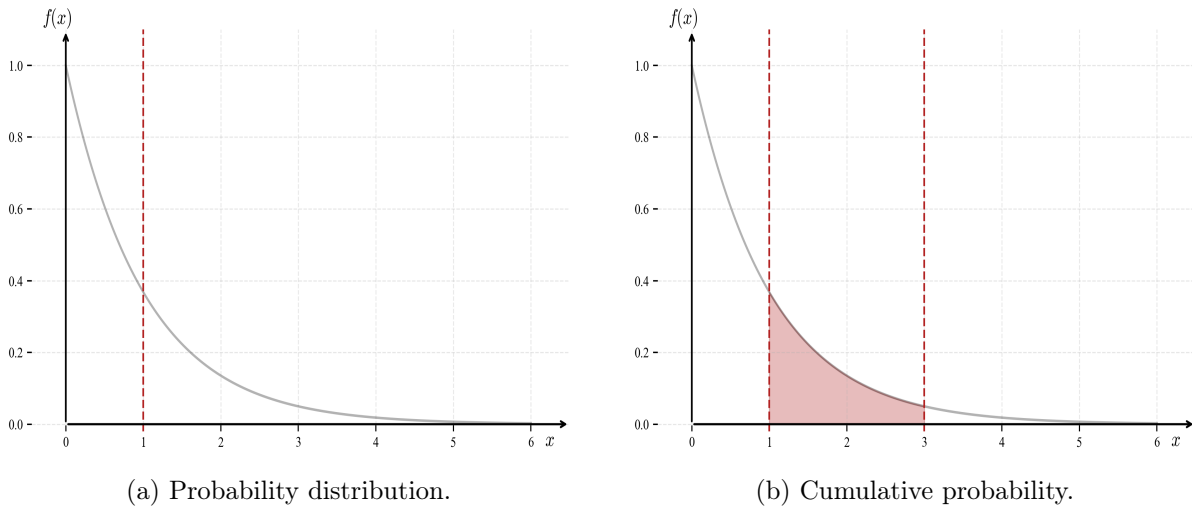 f(x)
1.0
0.8
0.6
0.4
0.2
0.0
0 1 2 3 4 5 6 x
(a) Probability distribution.
f(x)
1.0
0.8
0.6
0.4
0.2
0.0
0 1 2 3 4 5 6 x
(b) Cumulative probability.